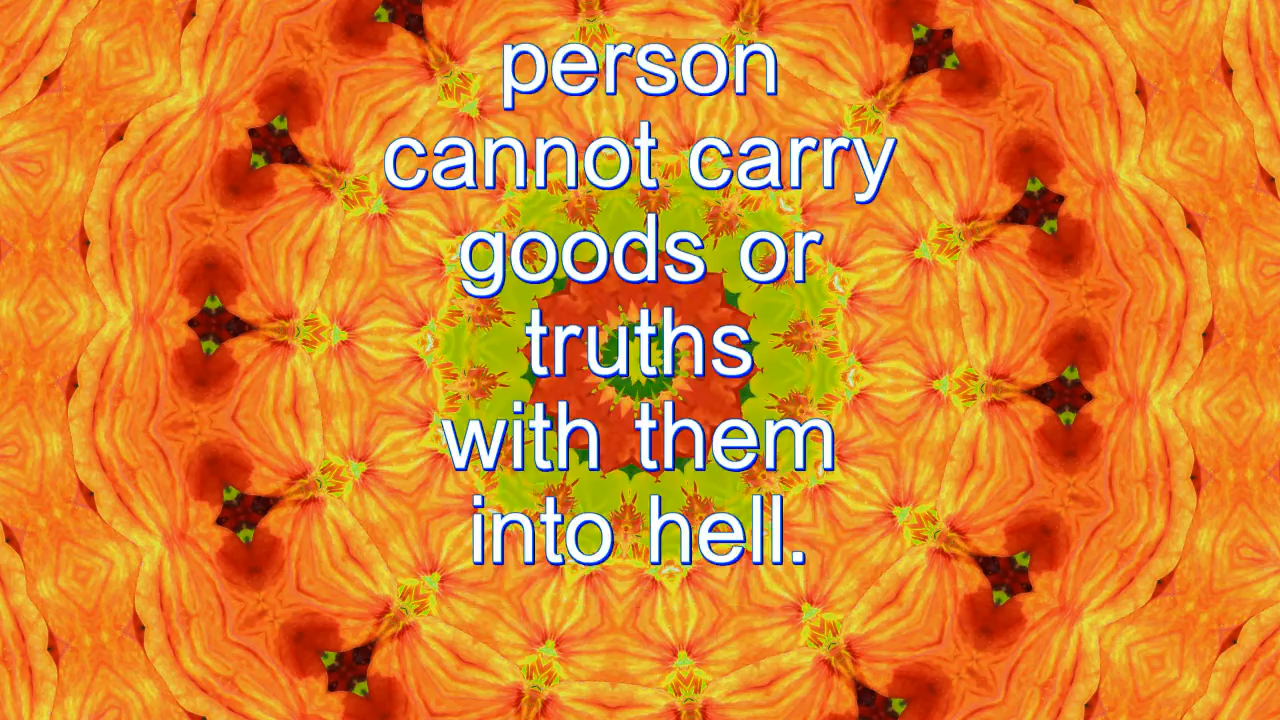 person
cannot carry
goods or
truths
with them
into hell.